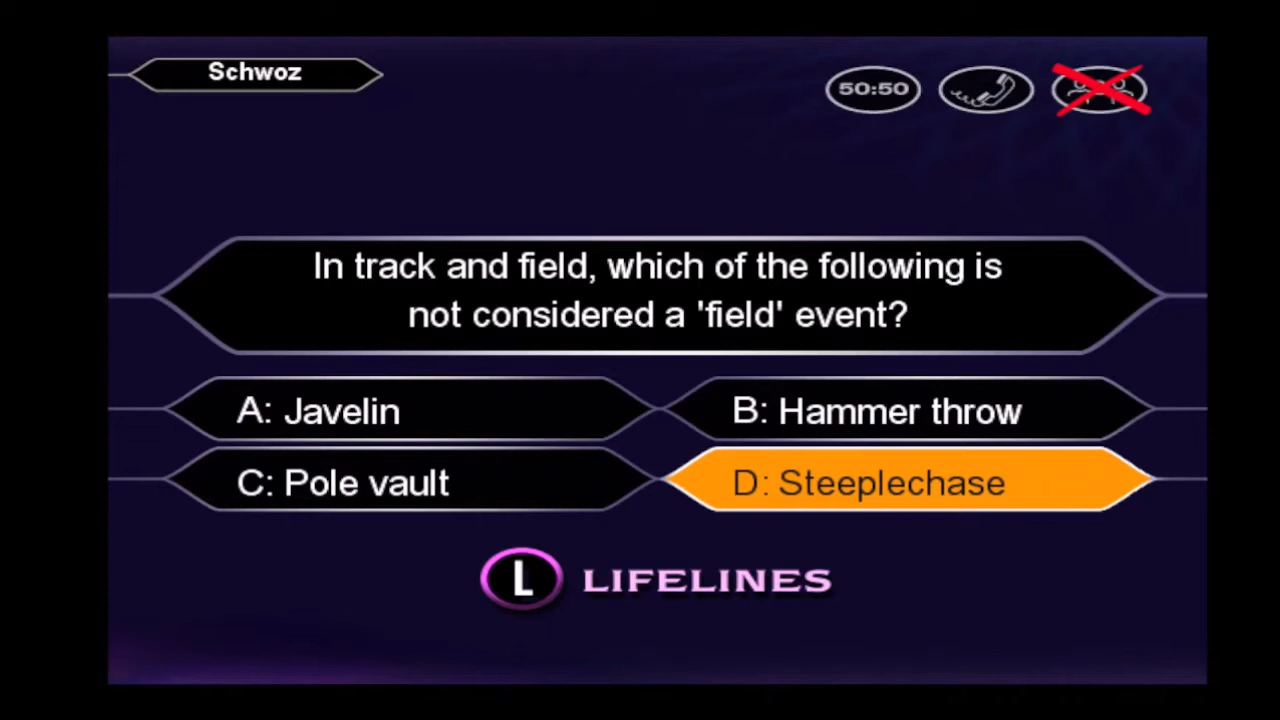 Schwoz
50:50
In track and field, which of the following is
not considered a 'field' event?
A: Javelin
B: Hammer throw
C: Pole vault
D: Steeplechase
L LIFELINES